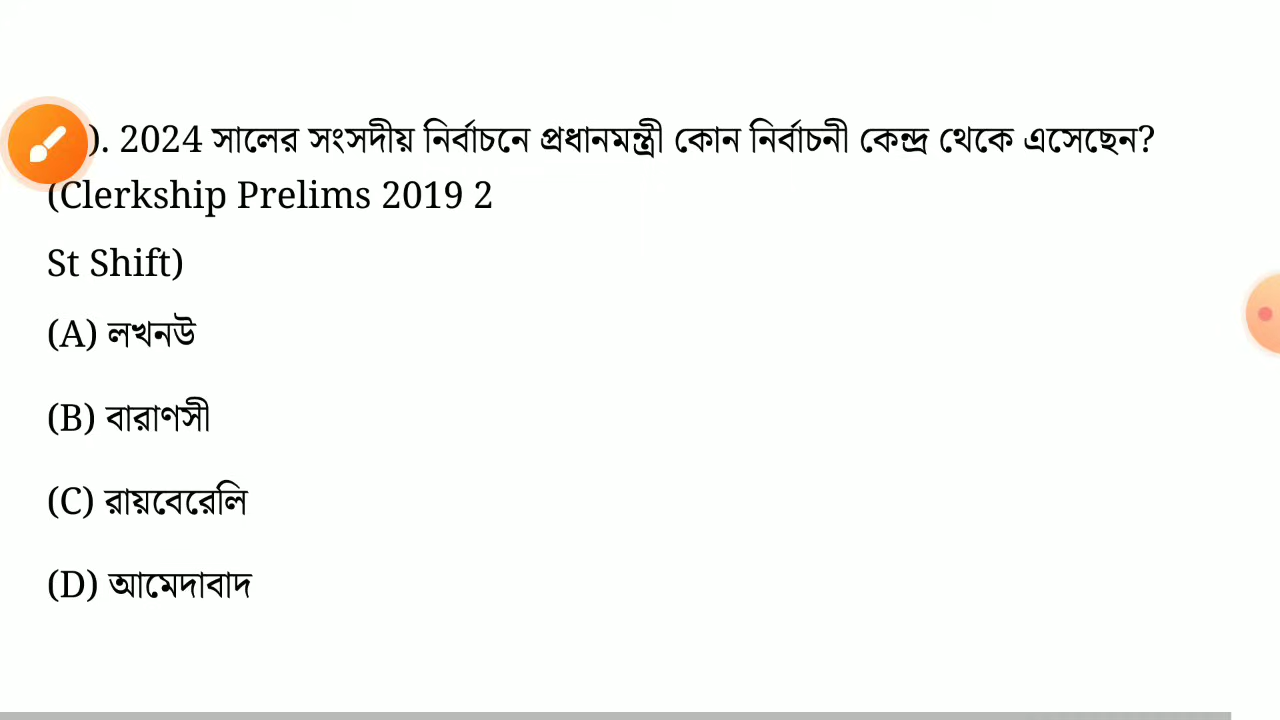 ). 2024 সালের সংসদীয় নির্বাচনে প্রধানমন্ত্রী কোন নির্বাচনী কেন্দ্র থেকে এসেছেন?
(Clerkship Prelims 2019 2
St Shift)
(A) লখনউ
(B) বারাণসী
(C) রায়বেরেলি
(D) আমেদাবাদ